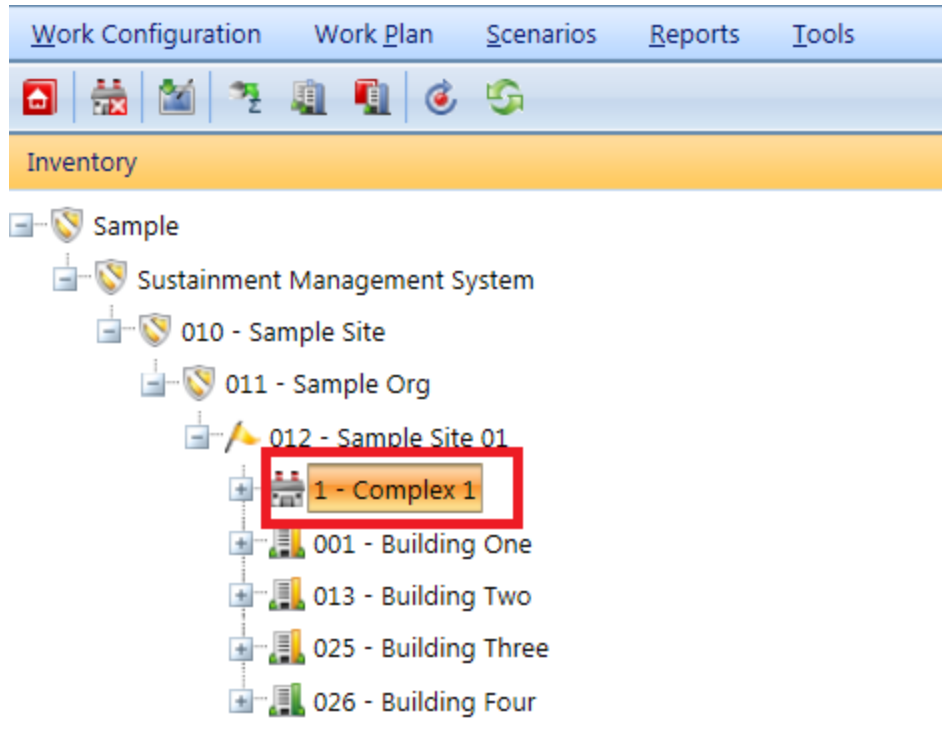 Work Configuration Work Plan Scenarios Reports Tools
Inventory
Sample
Sustainment Management System
010 - Sample Site
011 - Sample Org
012 - Sample Site 01
1 - Complex 1
001 - Building One
013 - Building Two
025 - Building Three
026 - Building Four